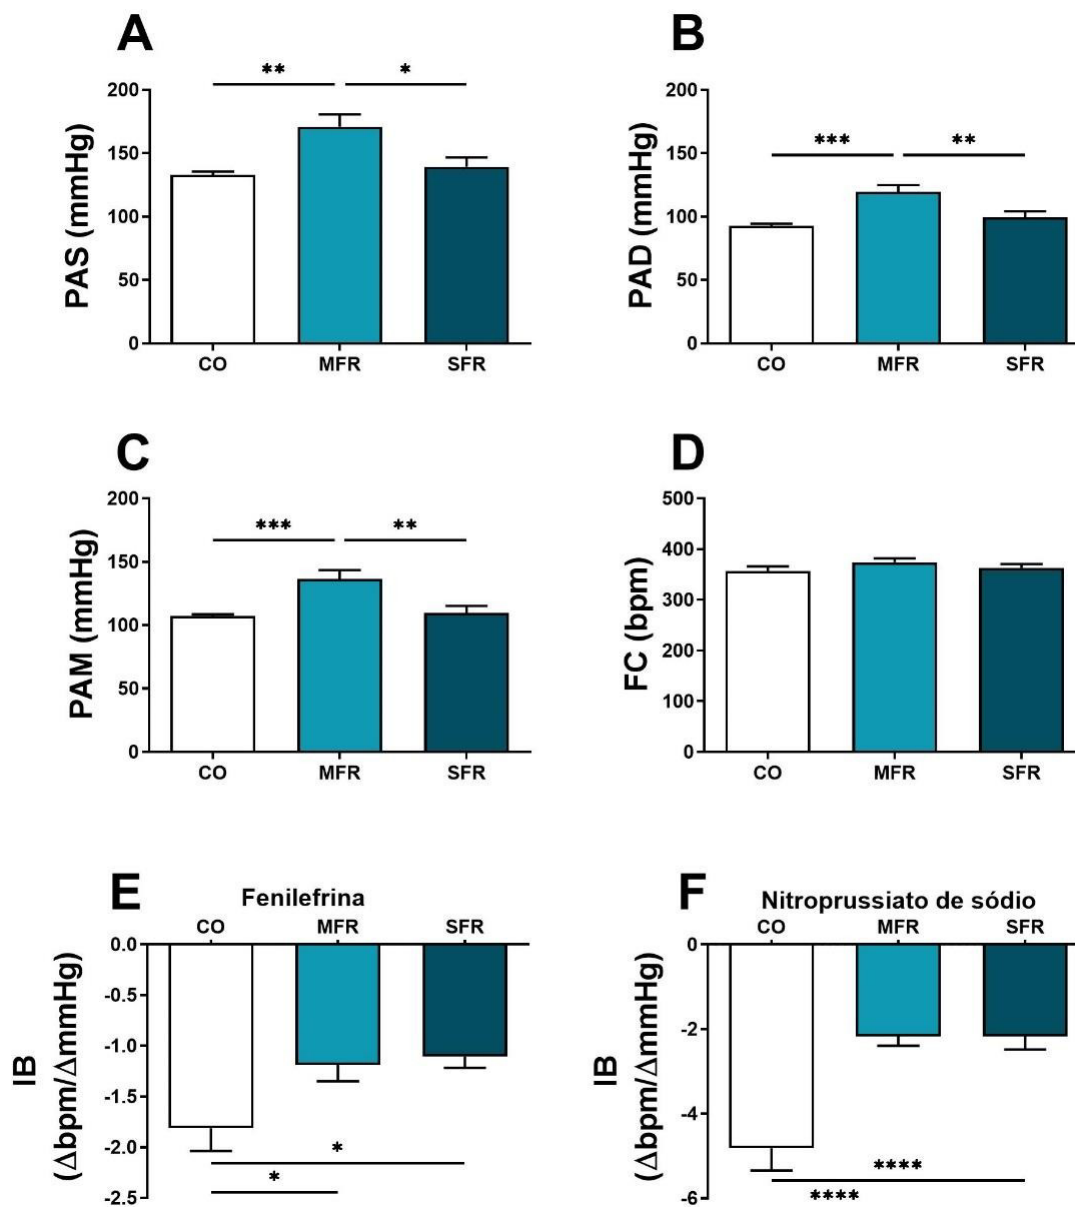 A
** *
PAS (mmHg)
200
150
100
50
0
CO MFR SFR
B
*** **
PAD (mmHg)
200
150
100
50
0
CO MFR SFR
C
*** **
PAM (mmHg)
200
150
100
50
0
CO MFR SFR
D
FC (bpm)
500
400
300
200
100
0
CO MFR SFR
E
Fenilefrina
CO MFR SFR
IB
(Δbpm/ΔmmHg)
0.0
-0.5
-1.0
-1.5
-2.0
-2.5
*
*
F
Nitroprussiato de sódio
CO MFR SFR
IB
(Δbpm/ΔmmHg)
0
-2
-4
-6
****
****